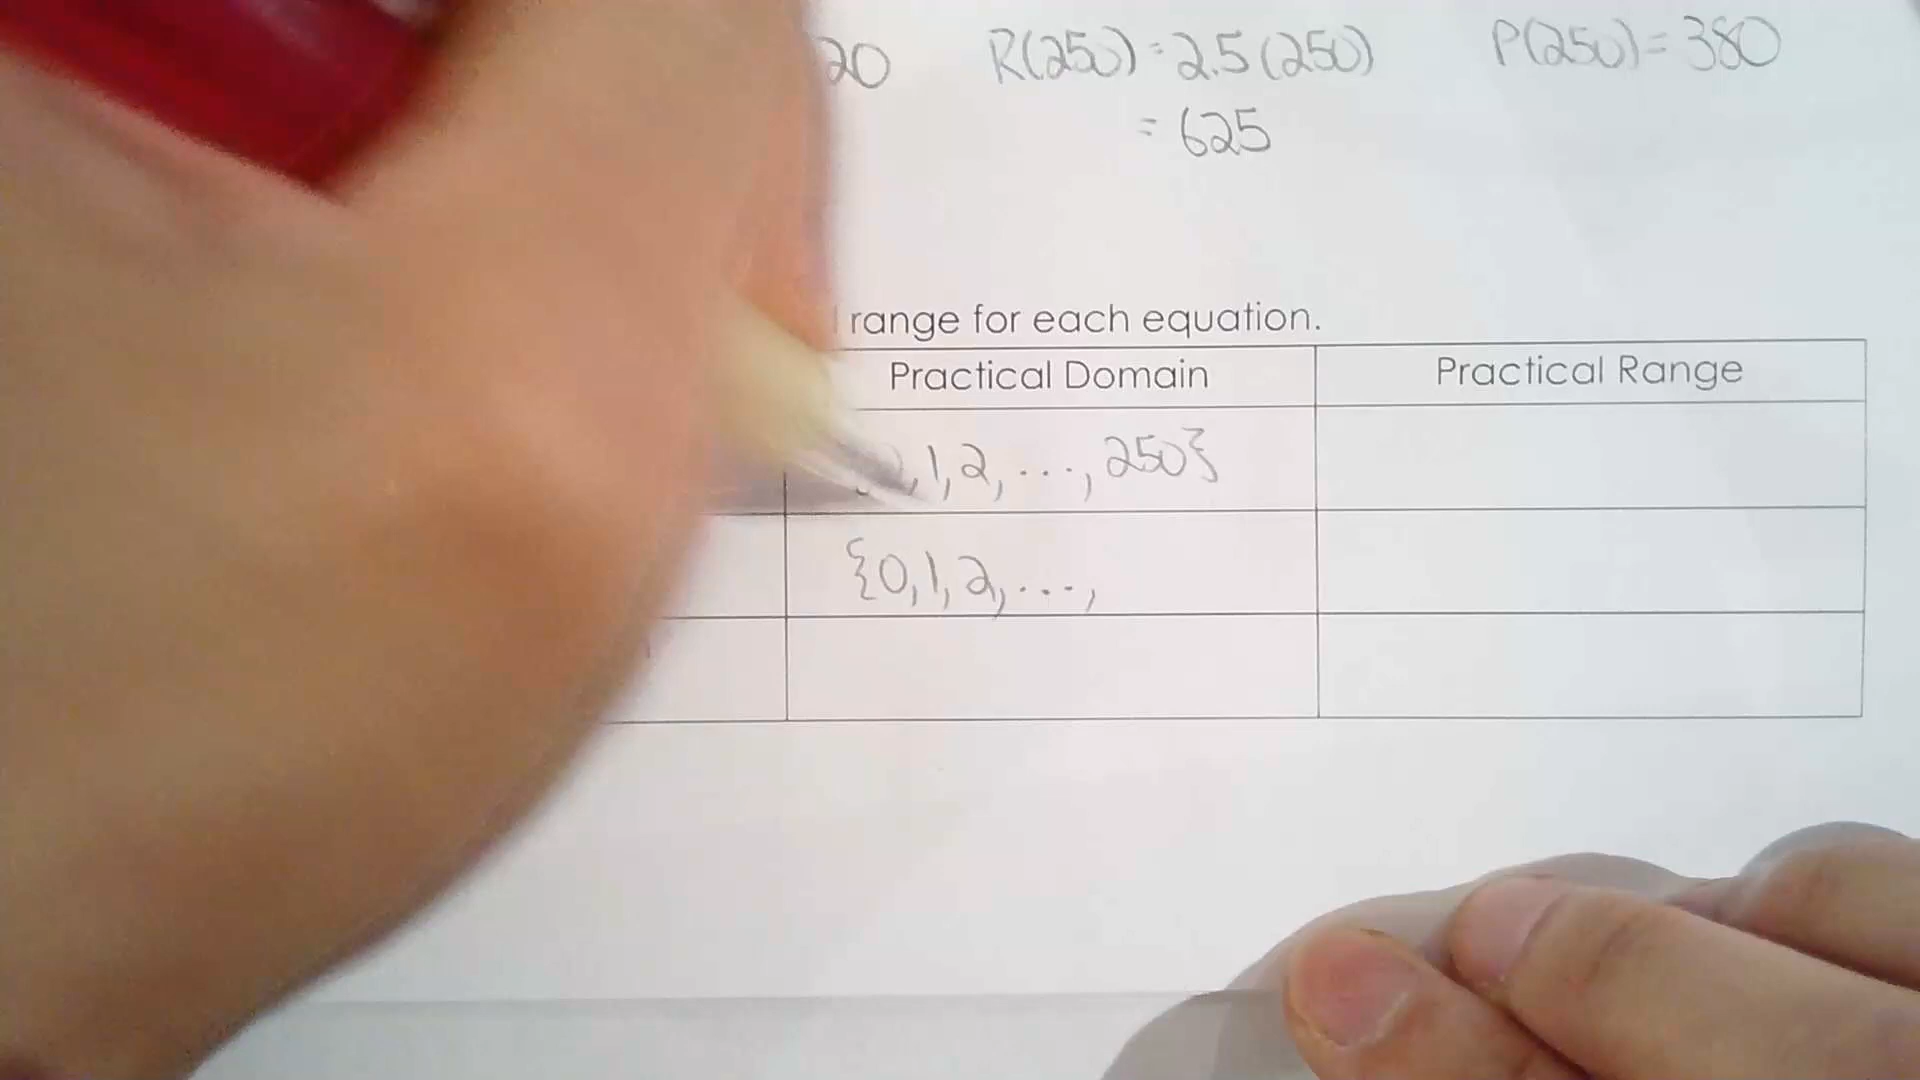 20 R(250) = 2.5(250) P(250) = 380
= 625
range for each equation.
Practical Domain Practical Range
,1,2, ..., 250}
{0,1,2, ...,